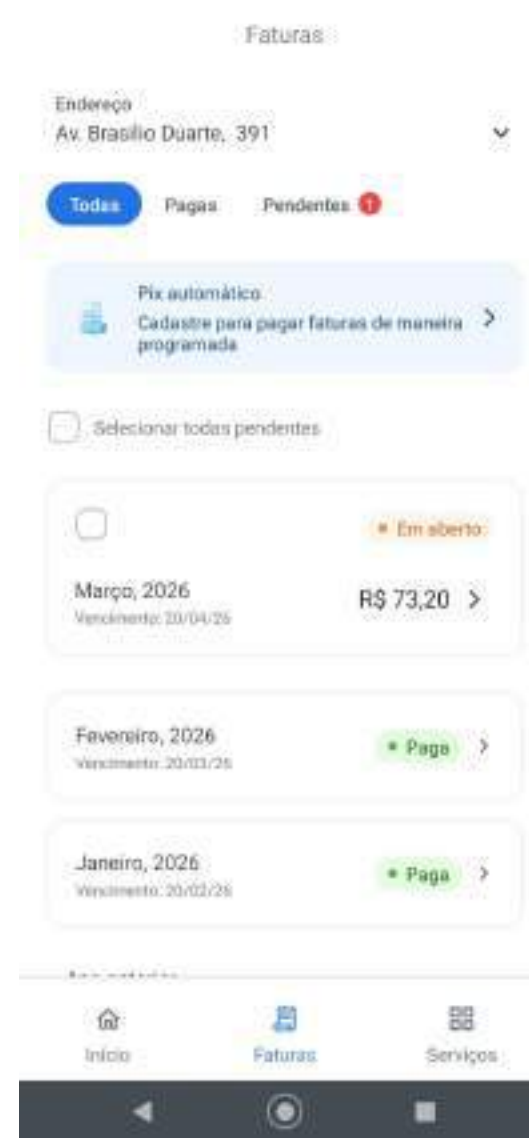 Faturas
Endereço
Av. Brasilio Duarte, 391
Todas Pagas Pendentes 1
Pix automático
Cadastre para pagar faturas de maneira
programada
Selecionar todas pendentes
Em aberto
Março, 2026 R$ 73,20
Vencimento: 20/04/26
Fevereiro, 2026 Paga
Vencimento: 20/03/26
Janeiro, 2026 Paga
Vencimento: 20/02/26
Início Faturas Serviços